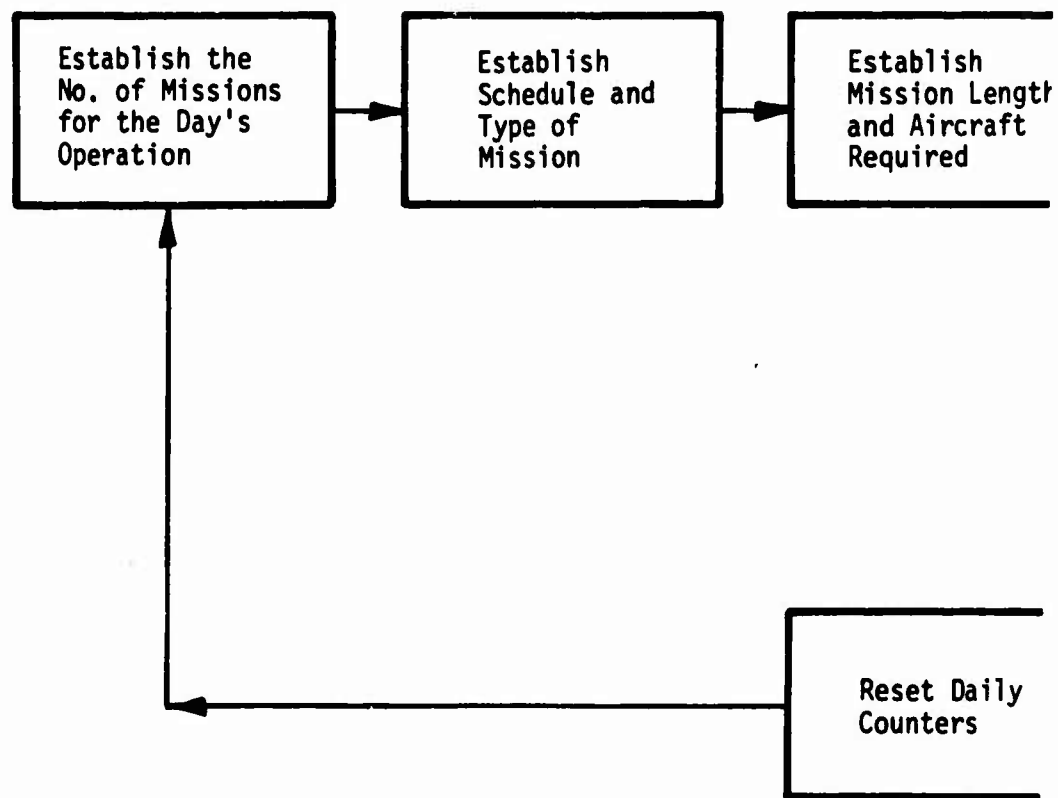 Establish the
No. of Missions
for the Day's
Operation
Establish
Schedule and
Type of
Mission
Establish
Mission Length
and Aircraft
Required
Reset Daily
Counters